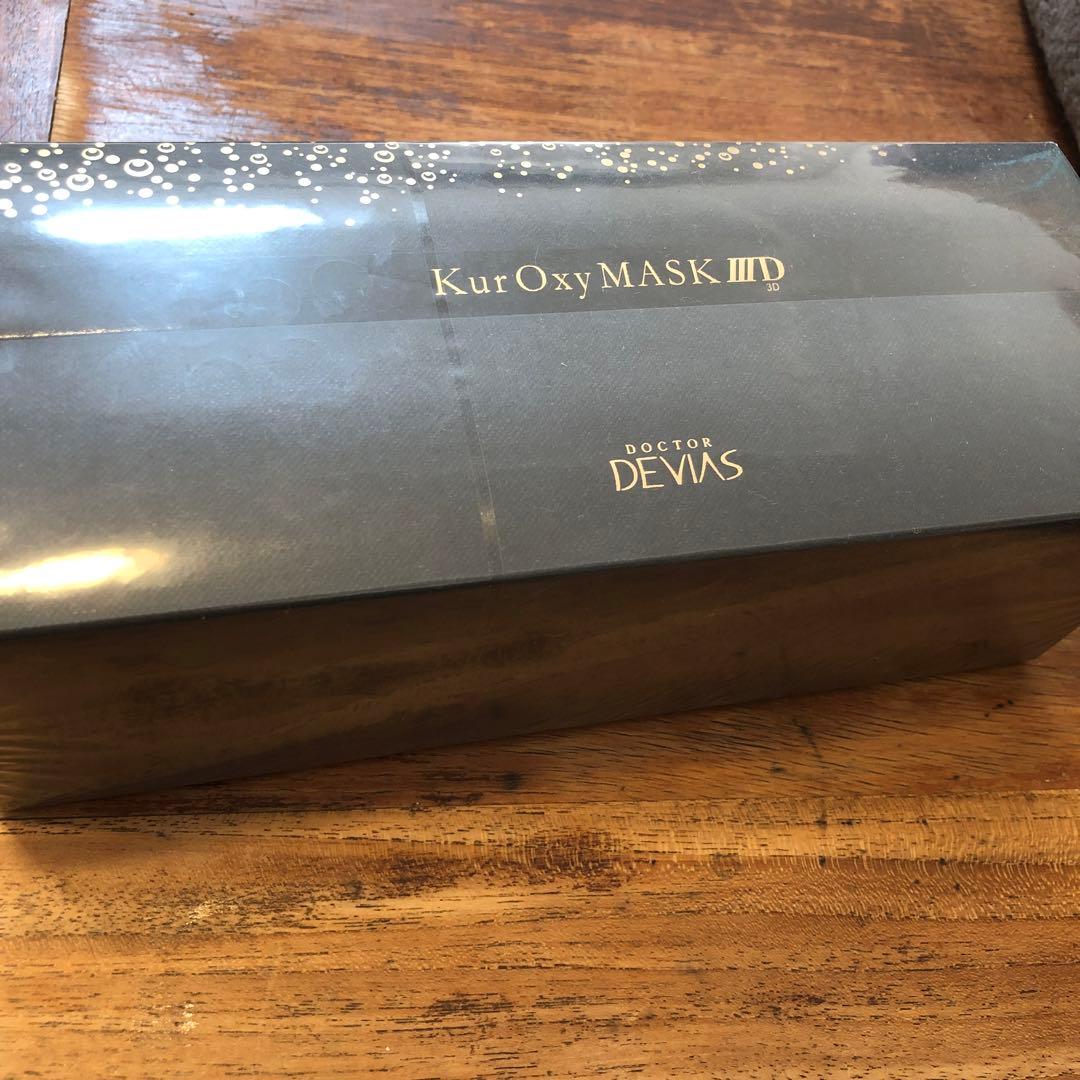 Kur Oxy MASK IIID
3D
DOCTOR
DEVIAS